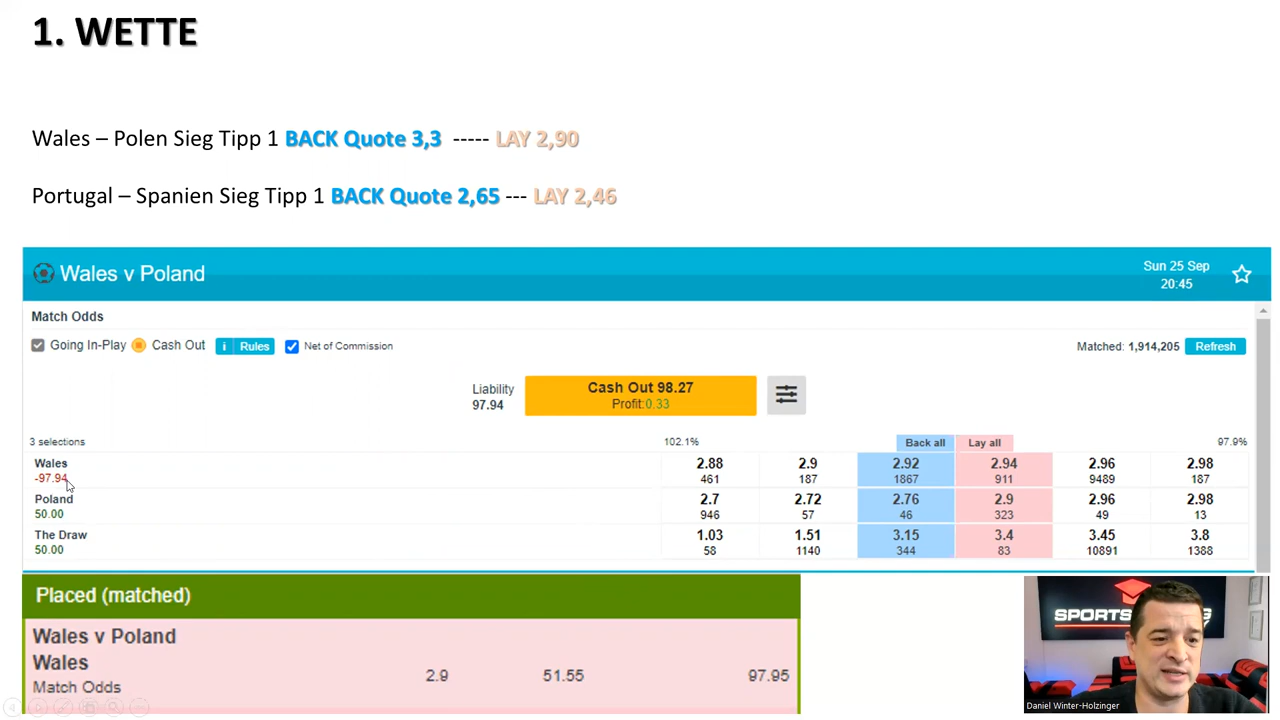 1. WETTE
Wales – Polen Sieg Tipp 1 BACK Quote 3,3 ----- LAY 2,90
Portugal – Spanien Sieg Tipp 1 BACK Quote 2,65 --- LAY 2,46
Wales v Poland
Sun 25 Sep
20:45
Match Odds
Going In-Play Cash Out i Rules Net of Commission
Matched: 1,914,205 Refresh
Liability
97.94
Cash Out 98.27
Profit:0.33
3 selections 102.1% Back all Lay all 97.9%
Wales 2.88 2.9 2.92 2.94 2.96 2.98
-97.94 461 187 1867 911 9489 187
Poland 2.7 2.72 2.76 2.9 2.96 2.98
50.00 946 57 46 323 49 13
The Draw 1.03 1.51 3.15 3.4 3.45 3.8
50.00 58 1140 344 83 10891 1388
Placed (matched)
Wales v Poland
Wales
Match Odds
2.9 51.55 97.95
SPORTS
Daniel Winter-Holzinger